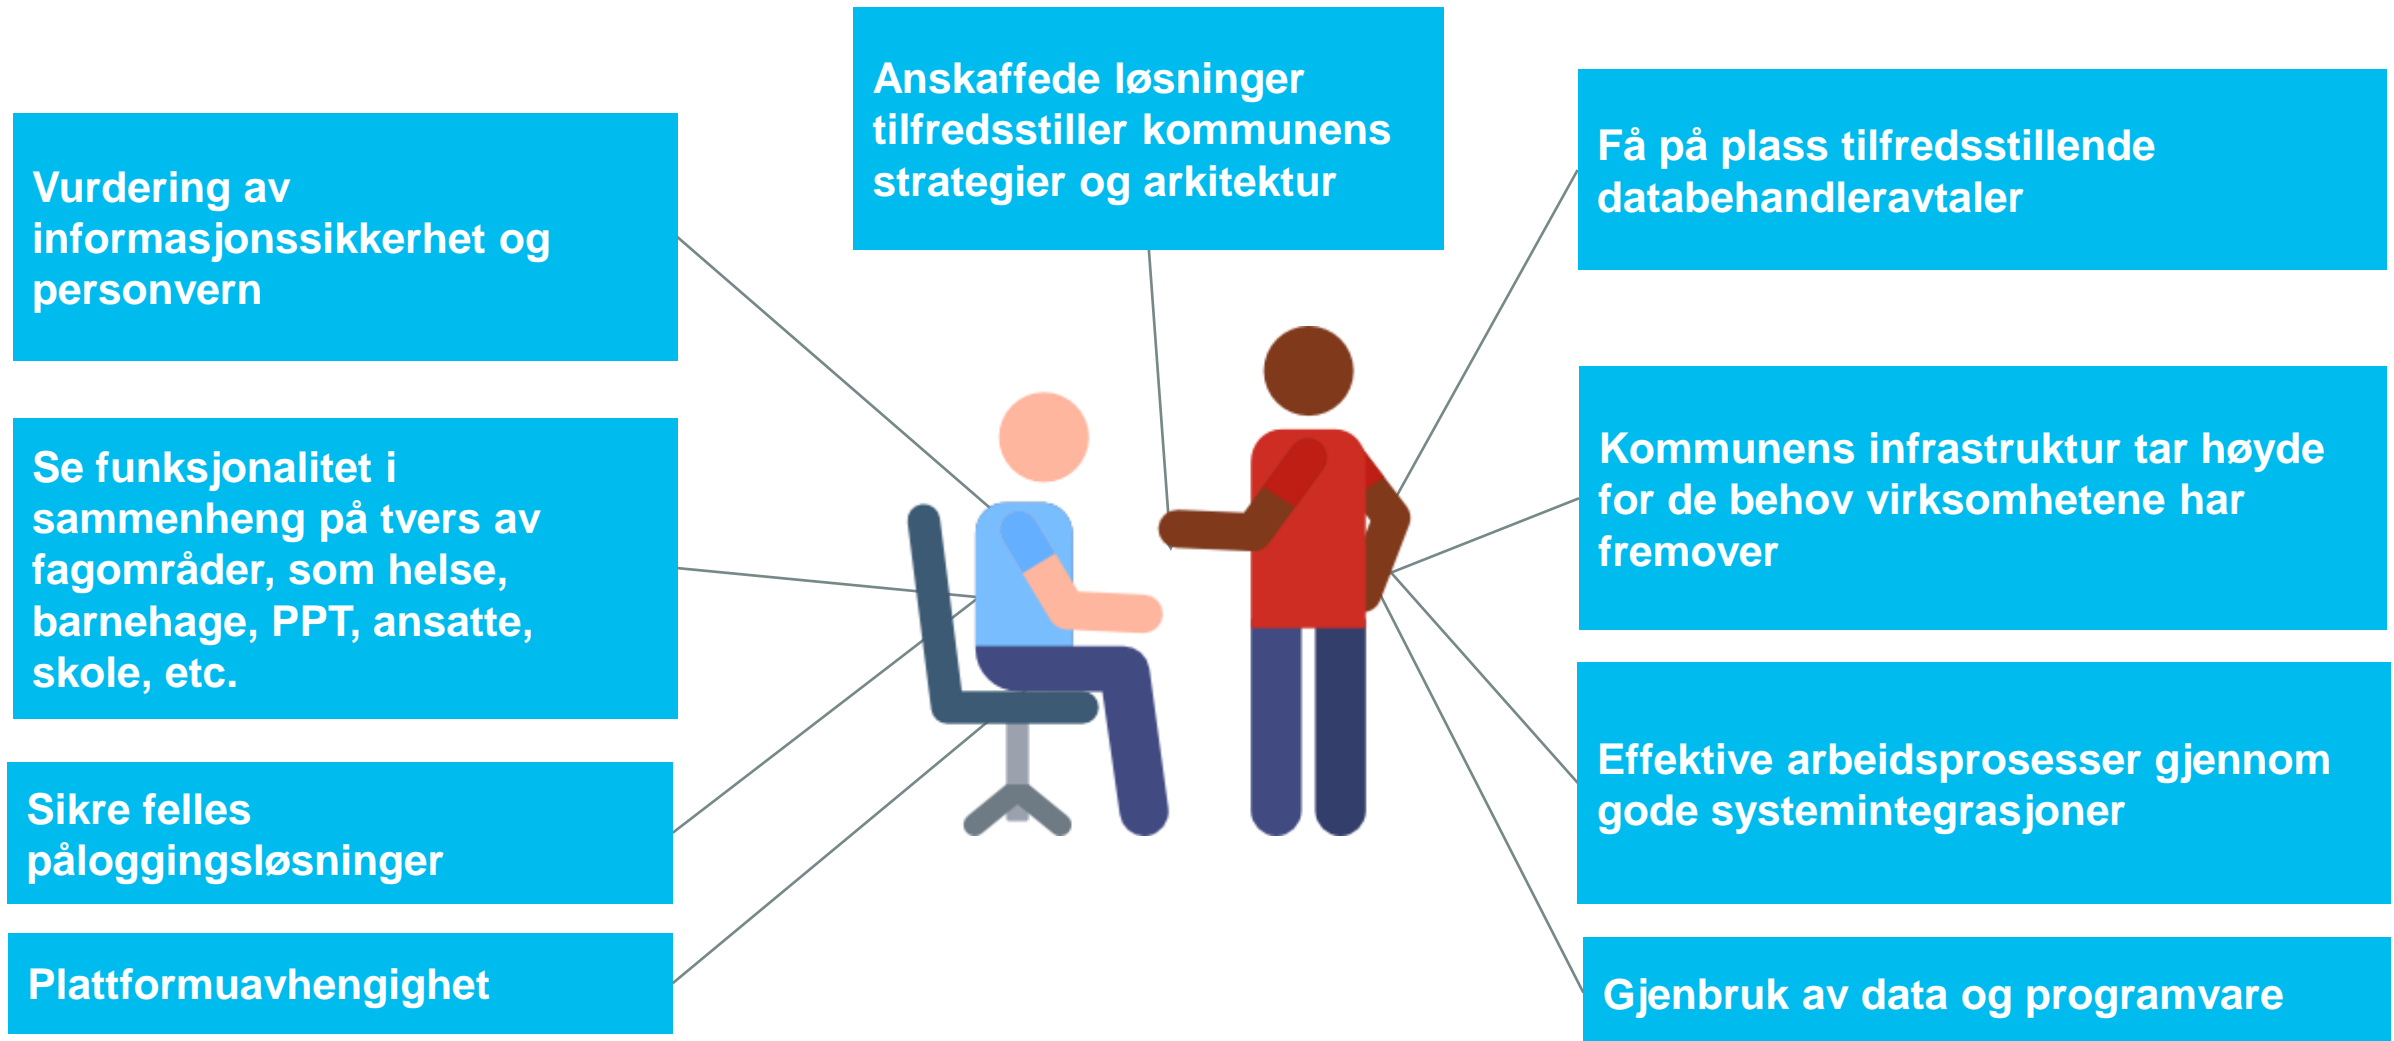 Anskaffede løsninger
tilfredsstiller kommunens
strategier og arkitektur
Vurdering av
informasjonssikkerhet og
personvern
Se funksjonalitet i
sammenheng på tvers av
fagområder, som helse,
barnehage, PPT, ansatte,
skole, etc.
Sikre felles
påloggingsløsninger
Plattformuavhengighet
Få på plass tilfredsstillende
databehandleravtaler
Kommunens infrastruktur tar høyde
for de behov virksomhetene har
fremover
Effektive arbeidsprosesser gjennom
gode systemintegrasjoner
Gjenbruk av data og programvare